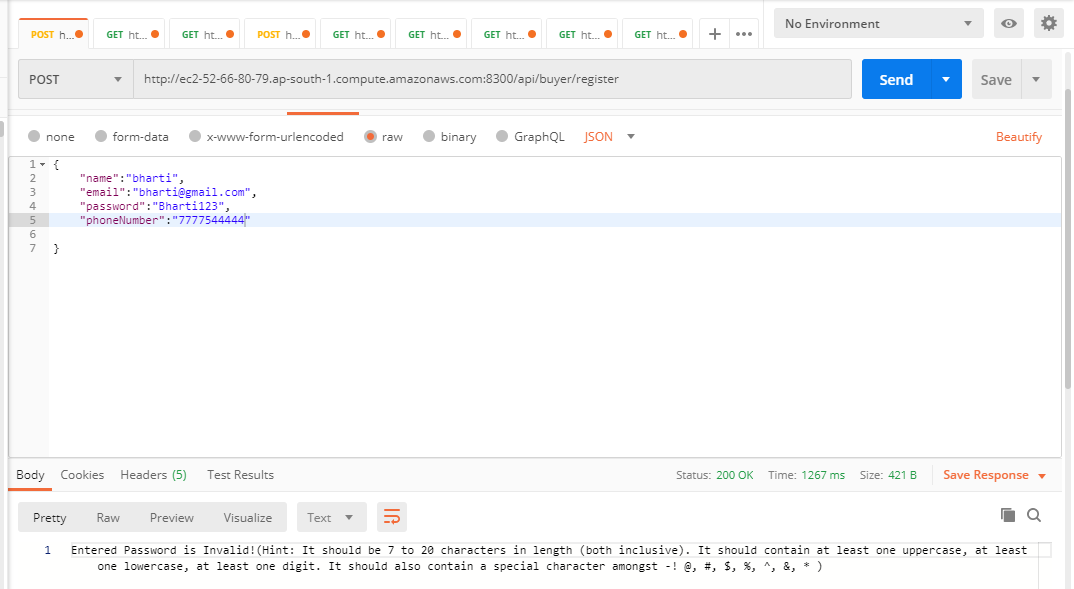 POST h... GET ht... GET ht... POST h... GET ht... GET ht... GET ht... GET ht... GET ht... + ••• No Environment
POST http://ec2-52-66-80-79.ap-south-1.compute.amazonaws.com:8300/api/buyer/register Send Save
none form-data x-www-form-urlencoded raw binary GraphQL JSON Beautify
1 {
2 "name":"bharti",
3 "email":"bharti@gmail.com",
4 "password":"Bharti123",
5 "phoneNumber":"7777544444"
6
7 }
Body Cookies Headers (5) Test Results Status: 200 OK Time: 1267 ms Size: 421 B Save Response
Pretty Raw Preview Visualize Text
1 Entered Password is Invalid!(Hint: It should be 7 to 20 characters in length (both inclusive). It should contain at least one uppercase, at least
one lowercase, at least one digit. It should also contain a special character amongst -! @, #, $, %, ^, &, * )